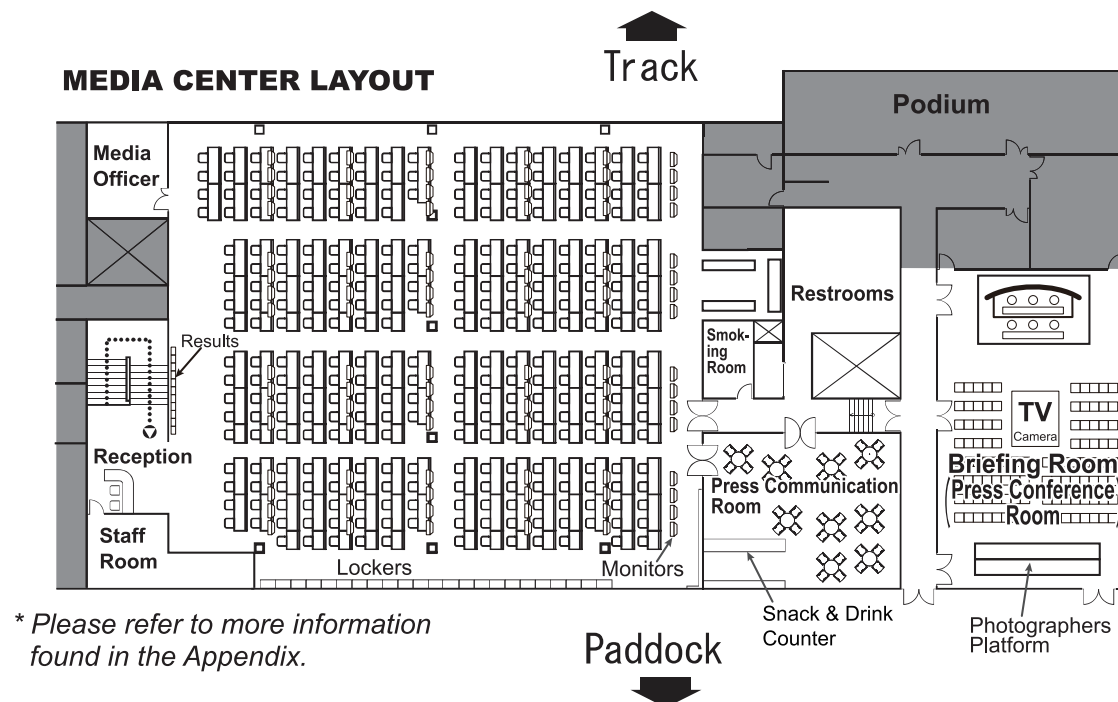 Track
MEDIA CENTER LAYOUT
Podium
Media
Officer
Restrooms
Smok-
ing
Room
Results
TV
Camera
Reception
Briefing Room
Press Conference
Room
Press Communication
Room
Staff
Room
Lockers
Monitors
Snack & Drink
Counter
Photographers
Platform
* Please refer to more information
found in the Appendix.
Paddock